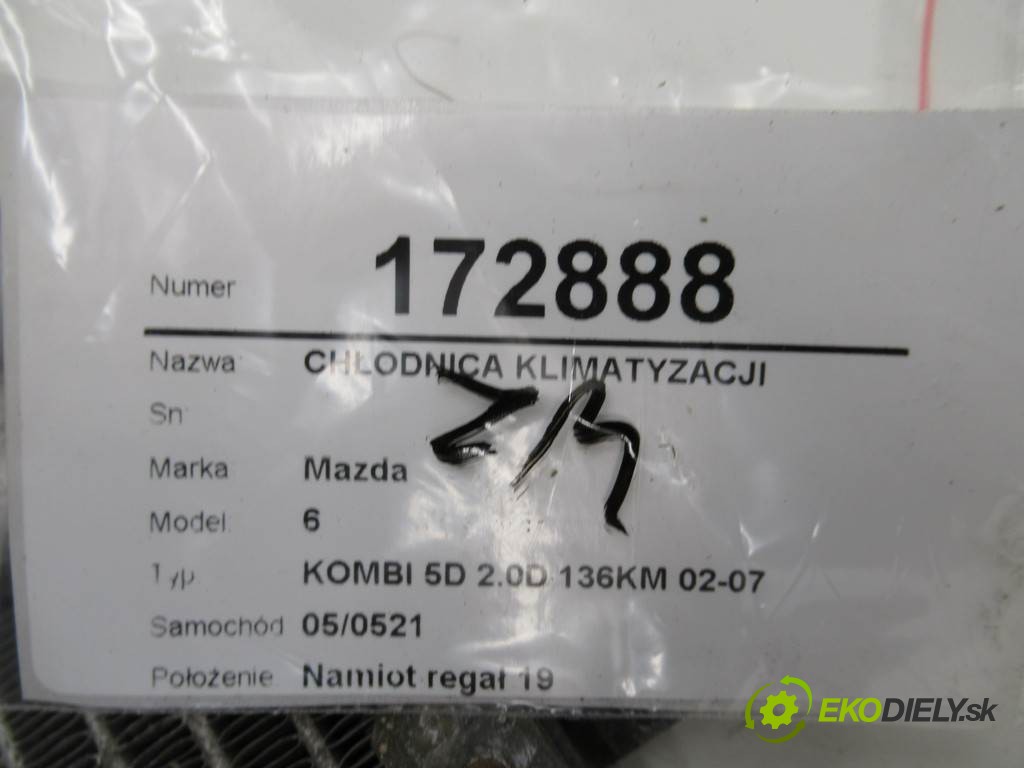 Numer 172888
Nazwa: CHŁODNICA KLIMATYZACJI
Sn
Marka Mazda
Model: 6
Typ KOMBI 5D 2.0D 136KM 02-07
Samochód 05/0521
Położenie Namiot regał 19
EKODIELY.sk